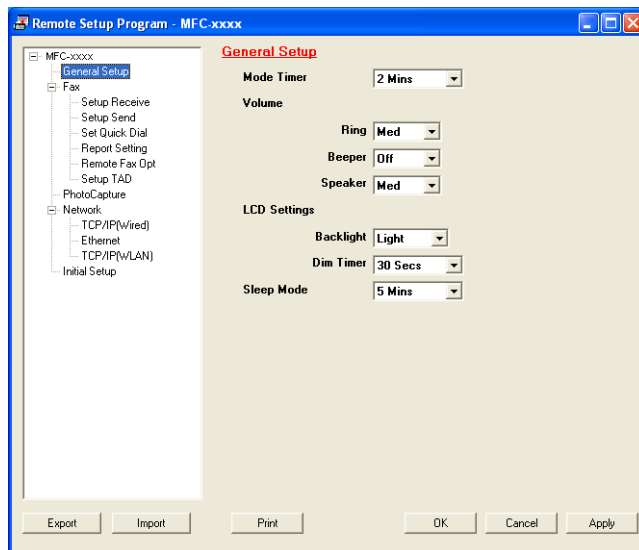 Remote Setup Program - MFC-xxxx
MFC-xxxx
General Setup
Fax
Setup Receive
Setup Send
Set Quick Dial
Report Setting
Remote Fax Opt
Setup TAD
PhotoCapture
Network
TCP/IP(Wired)
Ethernet
TCP/IP(WLAN)
Initial Setup
General Setup
Mode Timer 2 Mins
Volume
Ring Med
Beeper Off
Speaker Med
LCD Settings
Backlight Light
Dim Timer 30 Secs
Sleep Mode 5 Mins
Export Import Print OK Cancel Apply